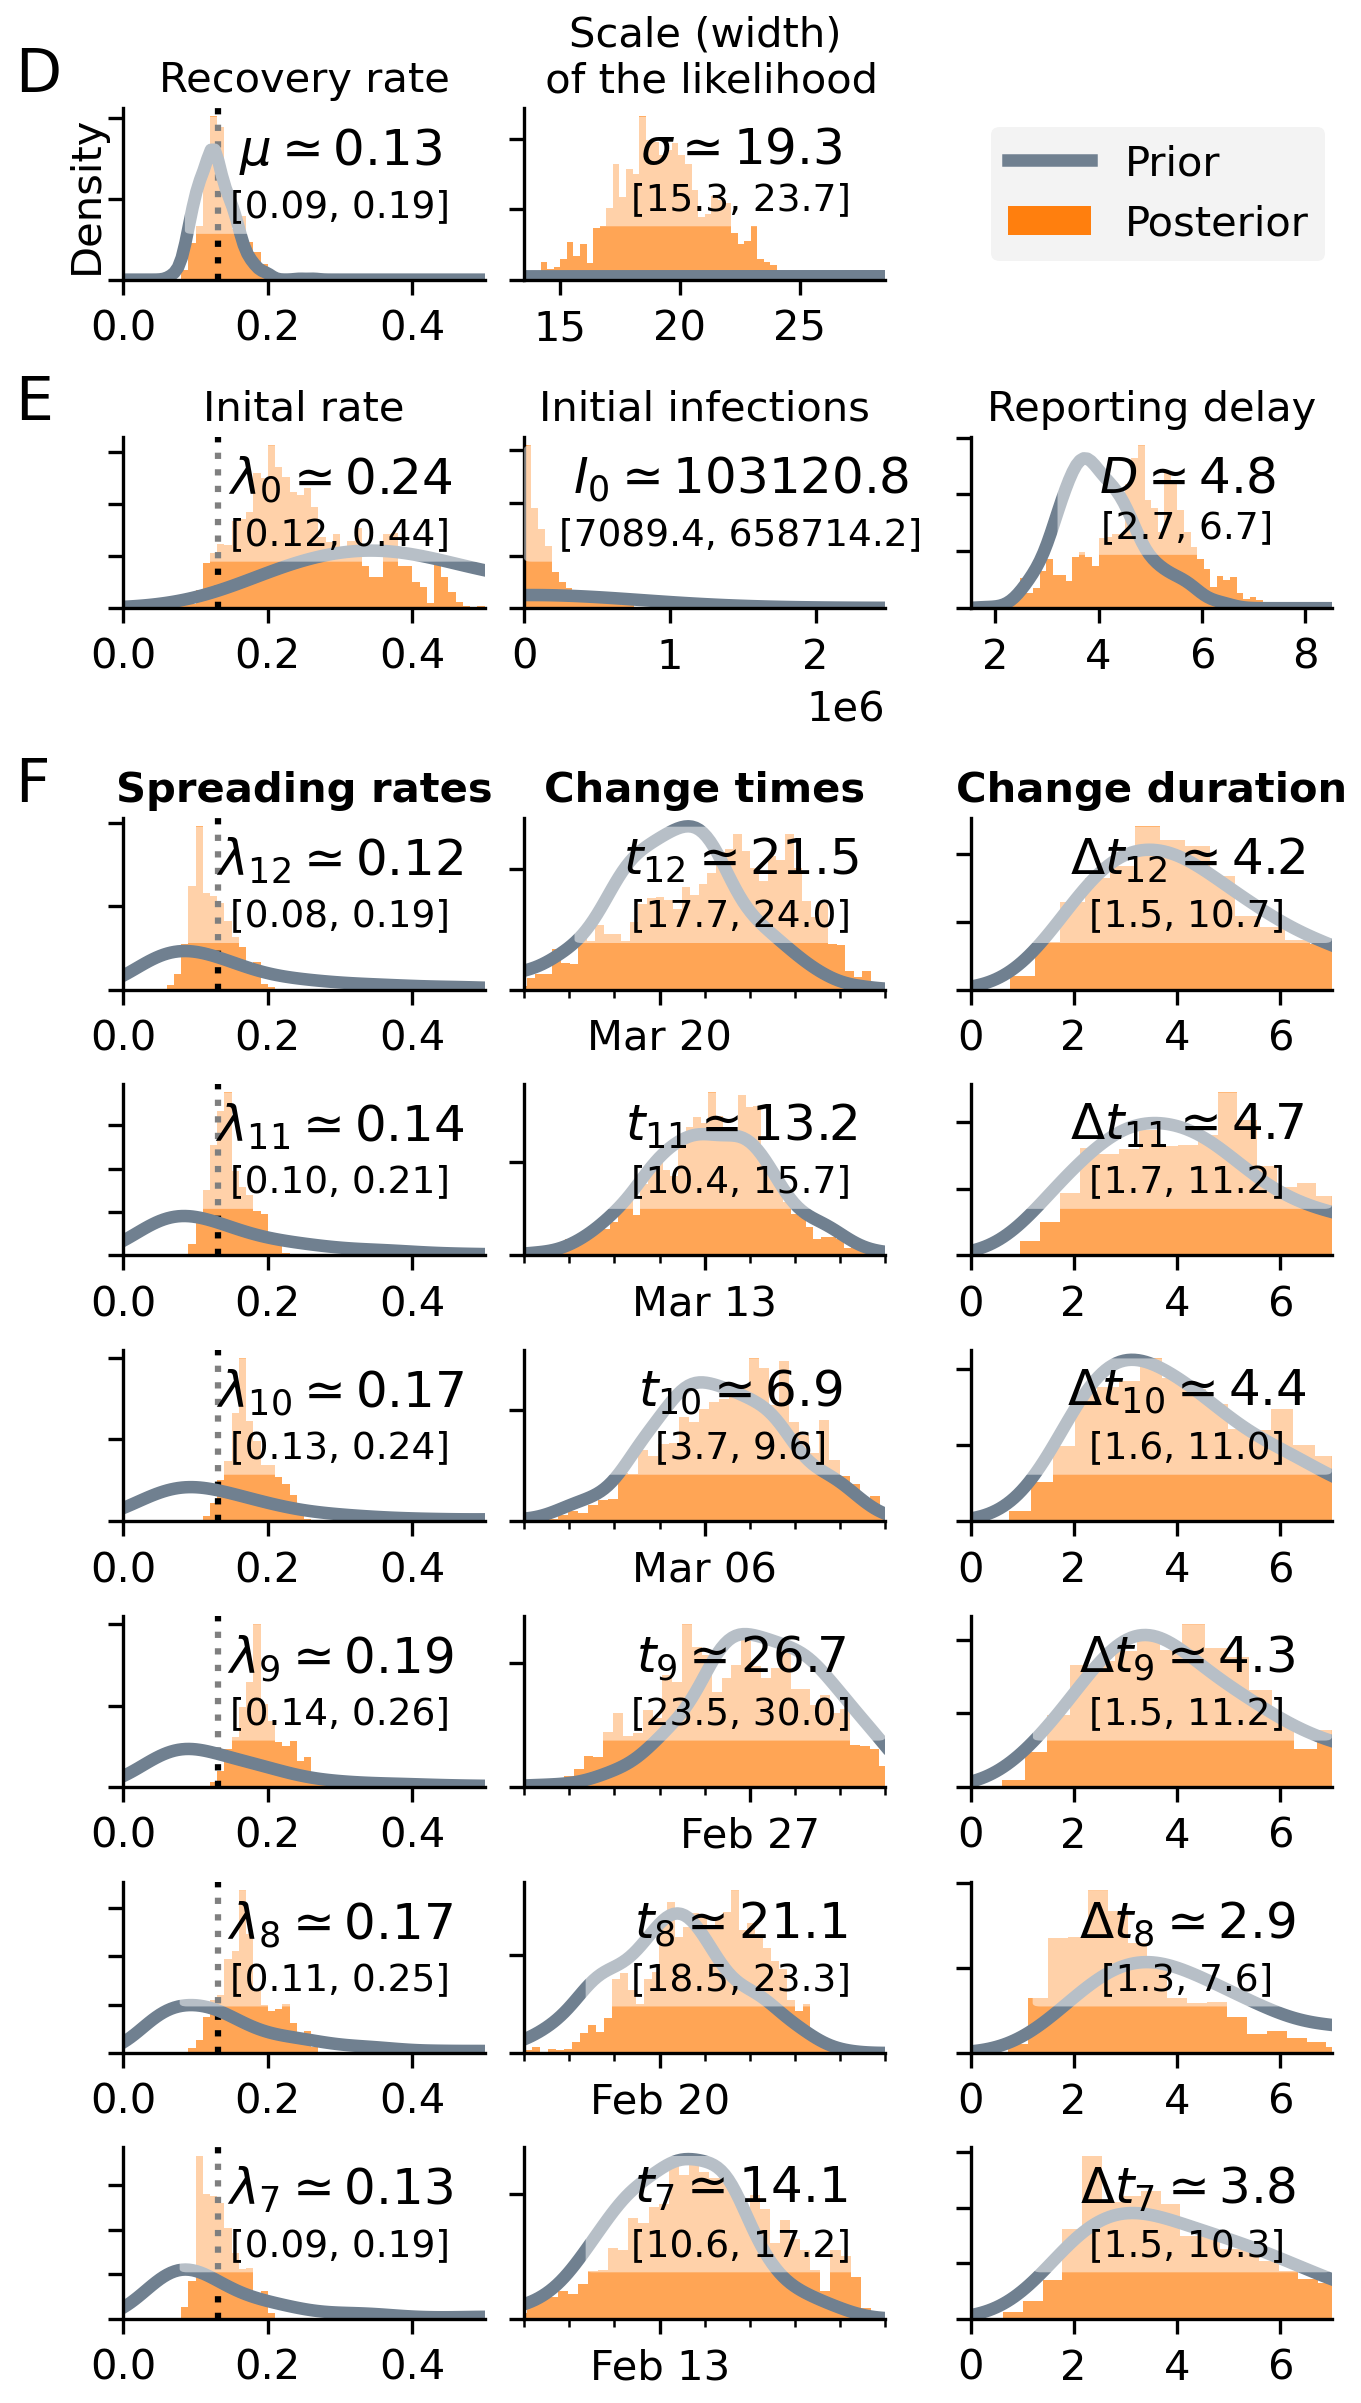 D
Recovery rate
Scale (width)
of the likelihood
Density
μ ≃ 0.13
[0.09, 0.19]
σ ≃ 19.3
[15.3, 23.7]
Prior
Posterior
0.0 0.2 0.4
15 20 25
E
Inital rate
Initial infections
Reporting delay
λ₀ ≃ 0.24
[0.12, 0.44]
I₀ ≃ 103120.8
[7089.4, 658714.2]
D ≃ 4.8
[2.7, 6.7]
0.0 0.2 0.4
0 1 2
1e6
2 4 6 8
F
Spreading rates
Change times
Change duration
λ₁₂ ≃ 0.12
[0.08, 0.19]
t₁₂ ≃ 21.5
[17.7, 24.0]
Δt₁₂ ≃ 4.2
[1.5, 10.7]
0.0 0.2 0.4
Mar 20
0 2 4 6
λ₁₁ ≃ 0.14
[0.10, 0.21]
t₁₁ ≃ 13.2
[10.4, 15.7]
Δt₁₁ ≃ 4.7
[1.7, 11.2]
0.0 0.2 0.4
Mar 13
0 2 4 6
λ₁₀ ≃ 0.17
[0.13, 0.24]
t₁₀ ≃ 6.9
[3.7, 9.6]
Δt₁₀ ≃ 4.4
[1.6, 11.0]
0.0 0.2 0.4
Mar 06
0 2 4 6
λ₉ ≃ 0.19
[0.14, 0.26]
t₉ ≃ 26.7
[23.5, 30.0]
Δt₉ ≃ 4.3
[1.5, 11.2]
0.0 0.2 0.4
Feb 27
0 2 4 6
λ₈ ≃ 0.17
[0.11, 0.25]
t₈ ≃ 21.1
[18.5, 23.3]
Δt₈ ≃ 2.9
[1.3, 7.6]
0.0 0.2 0.4
Feb 20
0 2 4 6
λ₇ ≃ 0.13
[0.09, 0.19]
t₇ ≃ 14.1
[10.6, 17.2]
Δt₇ ≃ 3.8
[1.5, 10.3]
0.0 0.2 0.4
Feb 13
0 2 4 6